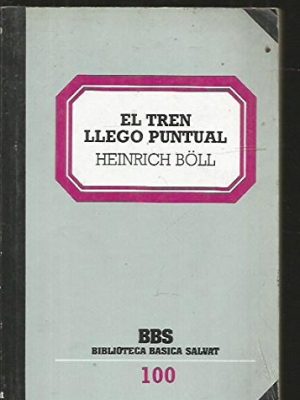 EL TREN
LLEGO PUNTUAL
HEINRICH BÖLL
BBS
BIBLIOTECA BASICA SALVAT
100